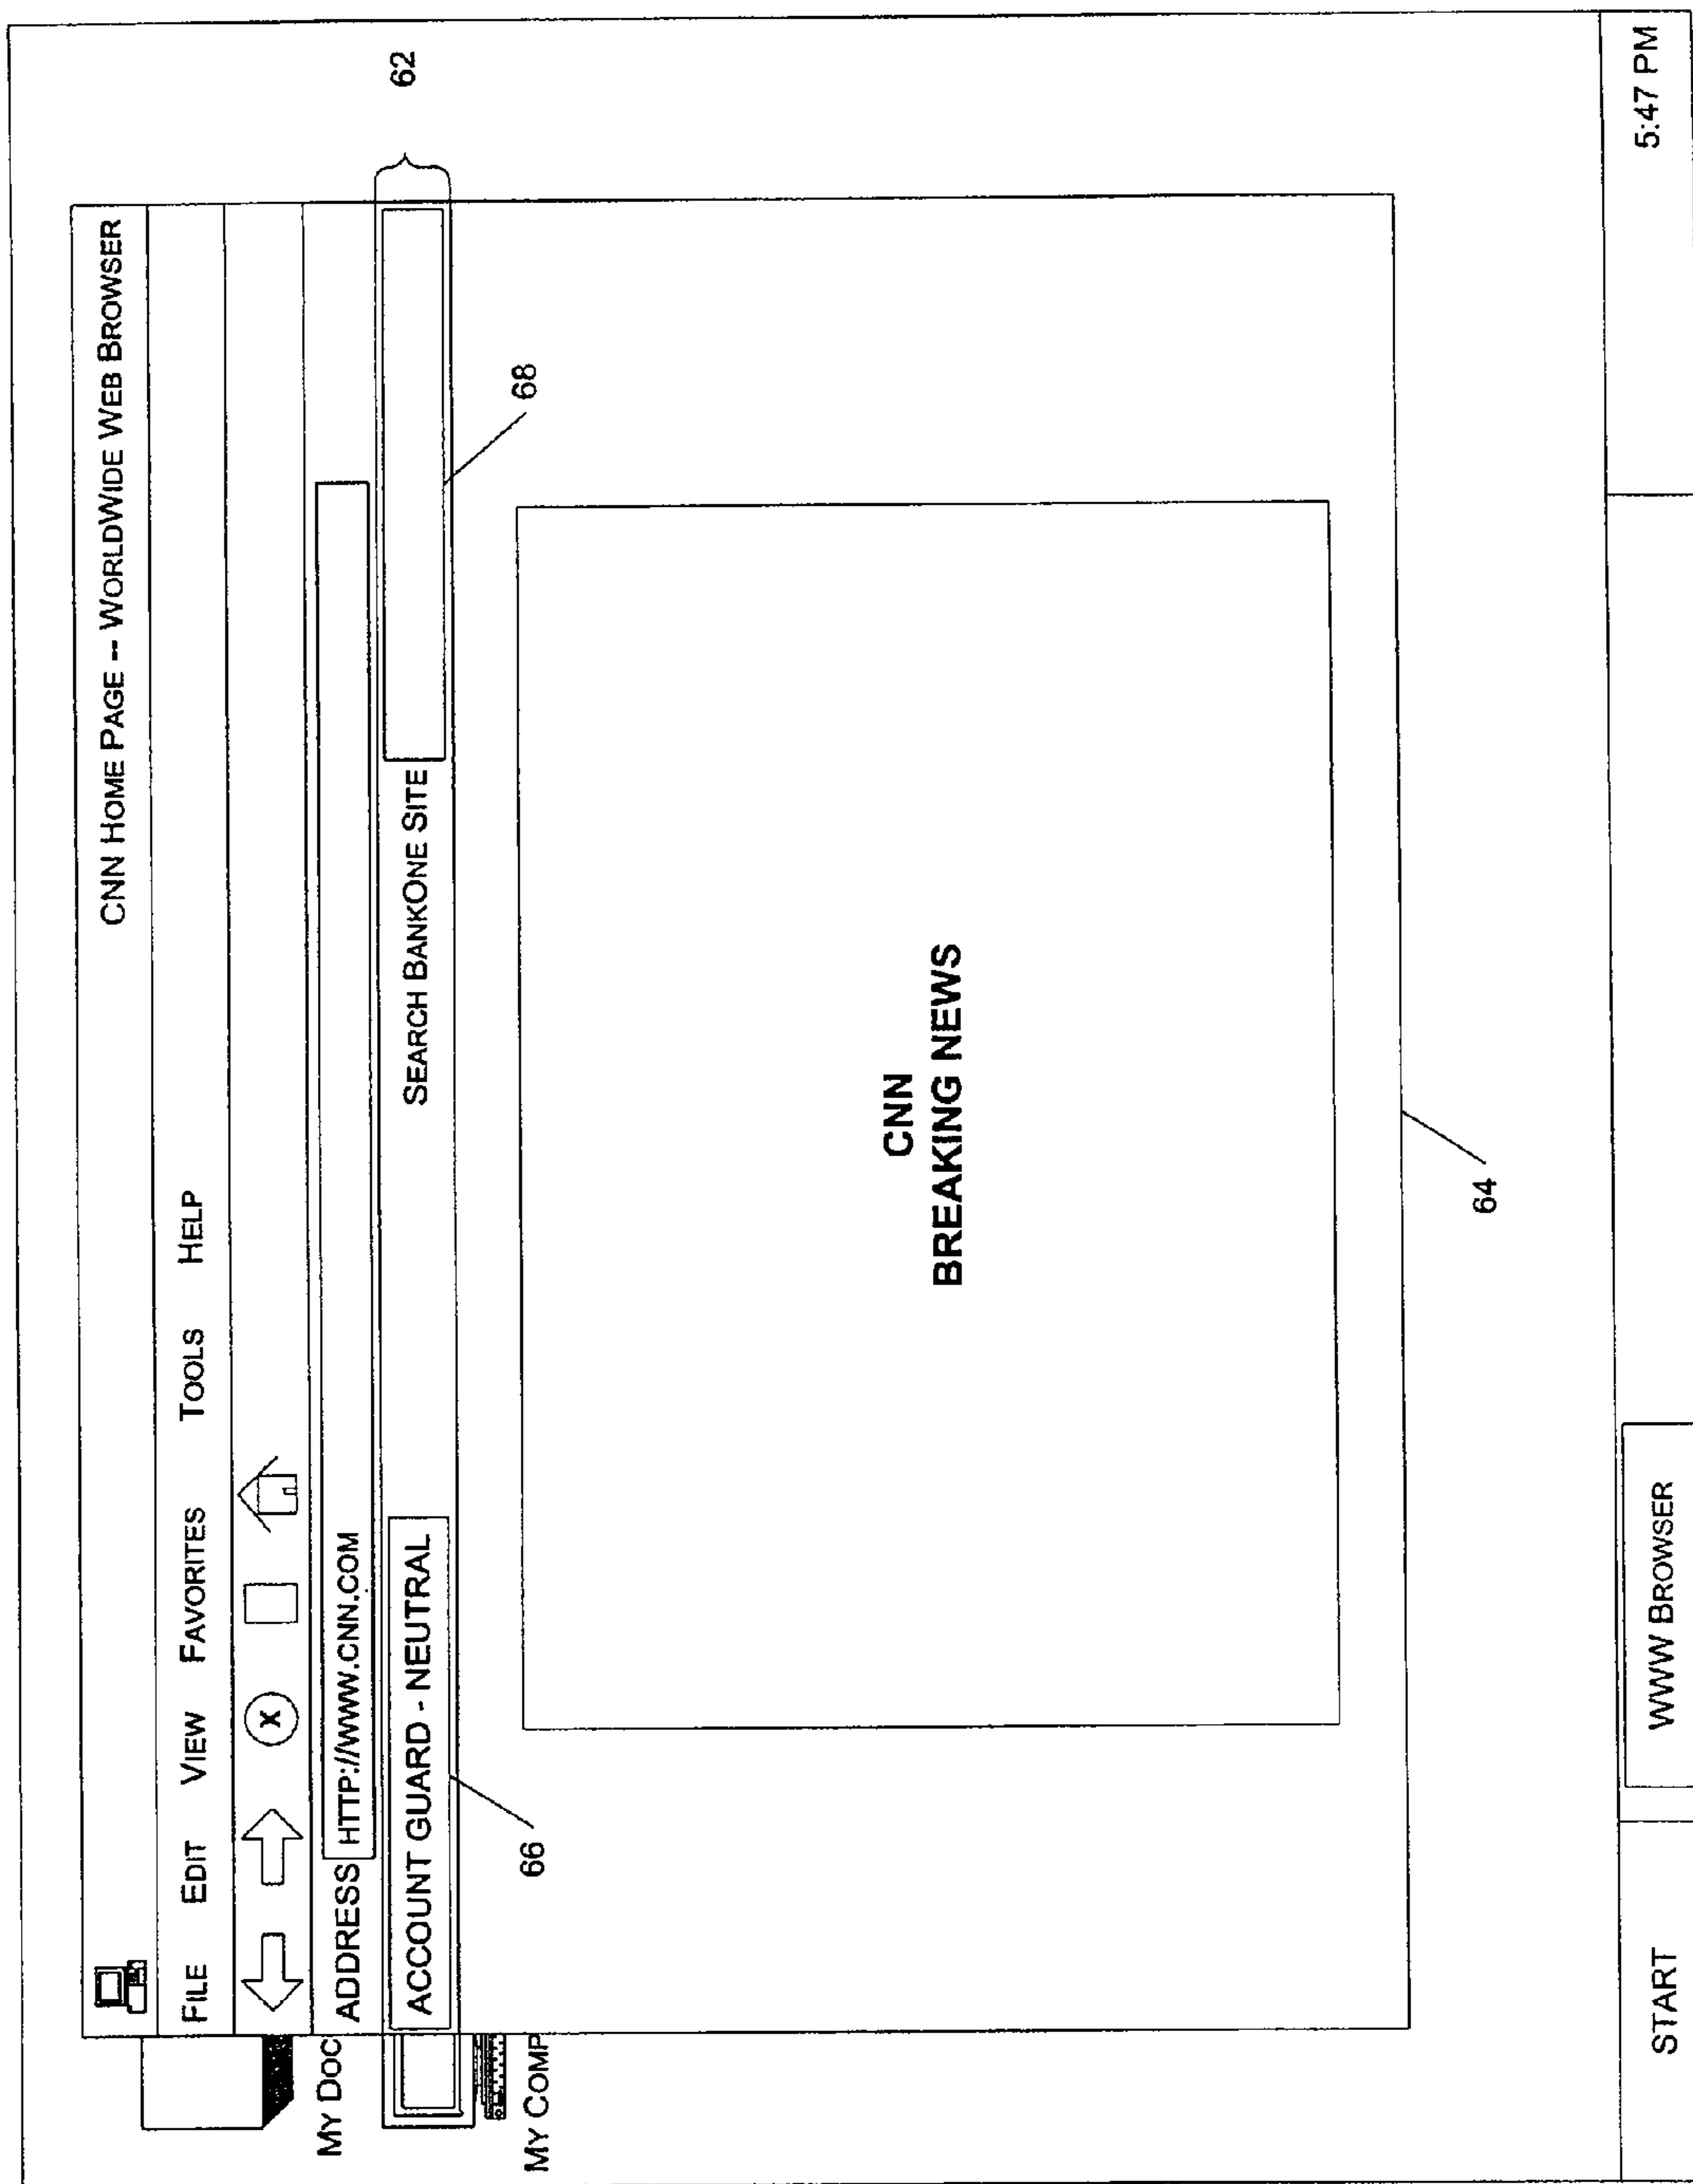 CNN HOME PAGE -- WORLDWIDE WEB BROWSER
FILE EDIT VIEW FAVORITES TOOLS HELP
X
ADDRESS HTTP://WWW.CNN.COM
MY DOC
ACCOUNT GUARD - NEUTRAL
SEARCH BANKONE SITE
62
MY COMP
66
68
CNN
BREAKING NEWS
64
START
WWW BROWSER
5:47 PM